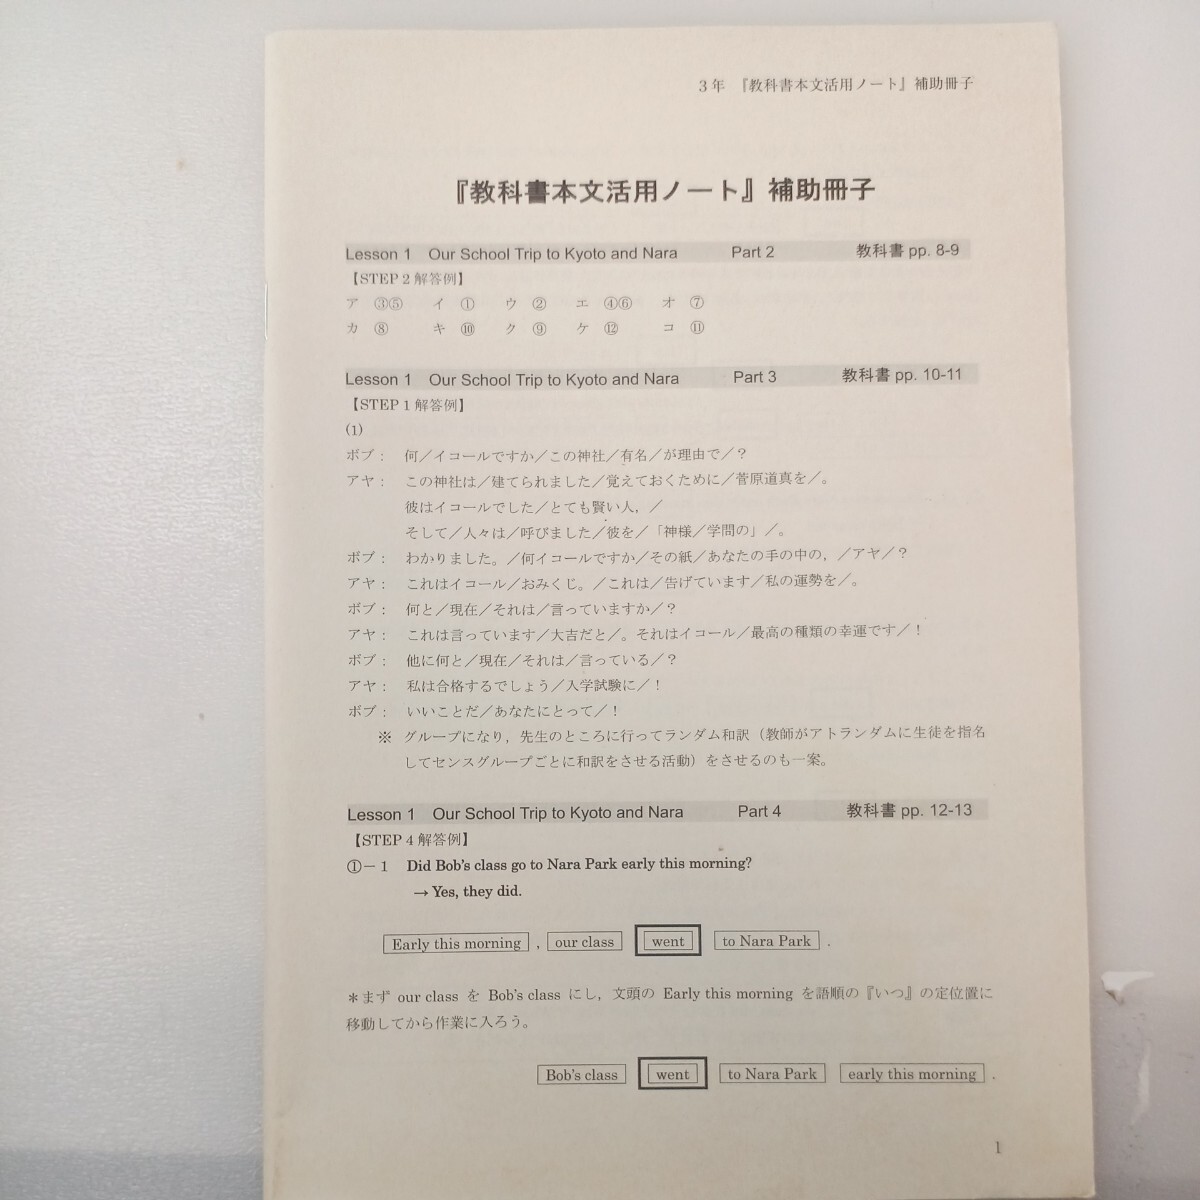 3年 『教科書本文活用ノート』補助冊子
『教科書本文活用ノート』補助冊子
Lesson 1 Our School Trip to Kyoto and Nara Part 2 教科書 pp. 8-9
【STEP 2 解答例】
ア ③⑤ イ ① ウ ② エ ④⑥ オ ⑦
カ ⑧ キ ⑩ ク ⑨ ケ ⑫ コ ⑪
Lesson 1 Our School Trip to Kyoto and Nara Part 3 教科書 pp. 10-11
【STEP 1 解答例】
(1)
ボブ： 何／イコールですか／この神社／有名／が理由で／？
アヤ： この神社は／建てられました／覚えておくために／菅原道真を／。
彼はイコールでした／とても賢い人，／
そして／人々は／呼びました／彼を／「神様／学問の」／。
ボブ： わかりました。／何イコールですか／その紙／あなたの手の中の，／アヤ／？
アヤ： これはイコール／おみくじ。／これは／告げています／私の運勢を／。
ボブ： 何と／現在／それは／言っていますか／？
アヤ： これは言っています／大吉だと／。それはイコール／最高の種類の幸運です／！
ボブ： 他に何と／現在／それは／言っている／？
アヤ： 私は合格するでしょう／入学試験に／！
ボブ： いいことだ／あなたにとって／！
※ グループになり，先生のところに行ってランダム和訳（教師がアトランダムに生徒を指名
してセンスグループごとに和訳をさせる活動）をさせるのも一案。
Lesson 1 Our School Trip to Kyoto and Nara Part 4 教科書 pp. 12-13
【STEP 4 解答例】
①－1 Did Bob's class go to Nara Park early this morning?
→ Yes, they did.
Early this morning , our class went to Nara Park .
＊まず our class を Bob's class にし，文頭の Early this morning を語順の『いつ』の定位置に
移動してから作業に入ろう。
Bob's class went to Nara Park early this morning .
1